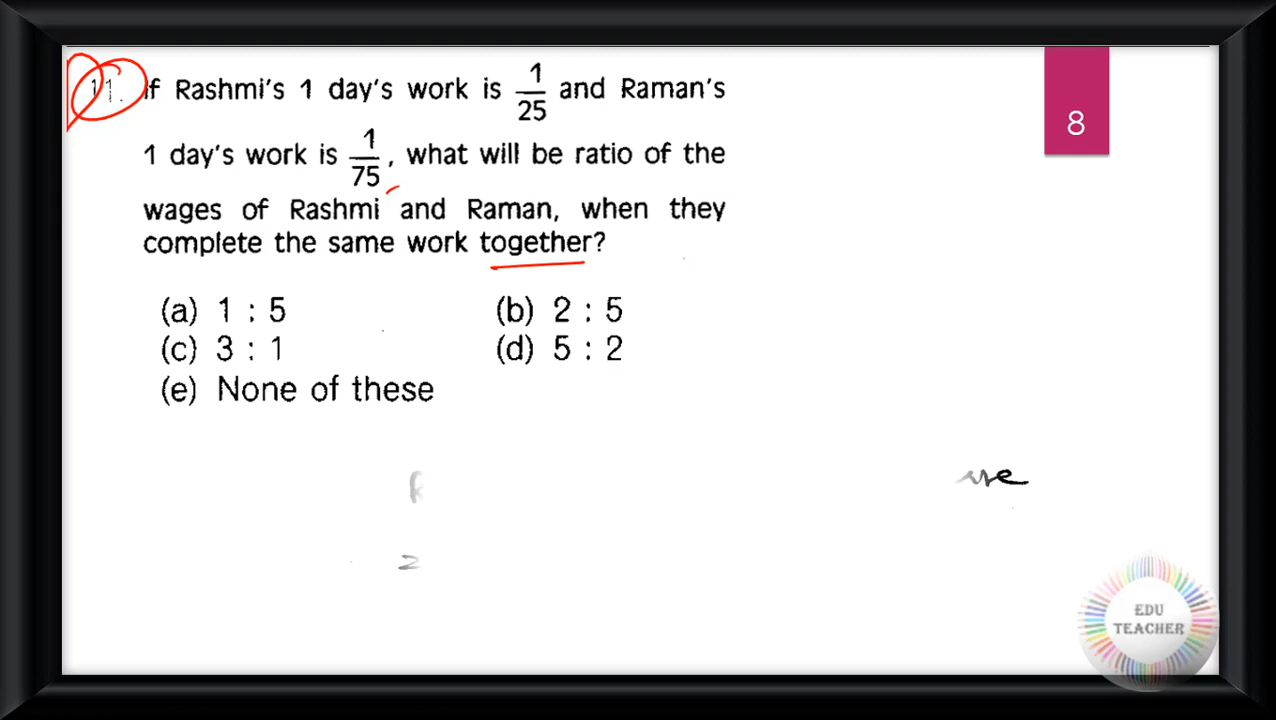 8
11. If Rashmi's 1 day's work is 1/25 and Raman's
1 day's work is 1/75, what will be ratio of the
wages of Rashmi and Raman, when they
complete the same work together?
(a) 1 : 5 (b) 2 : 5
(c) 3 : 1 (d) 5 : 2
(e) None of these
EDU
TEACHER